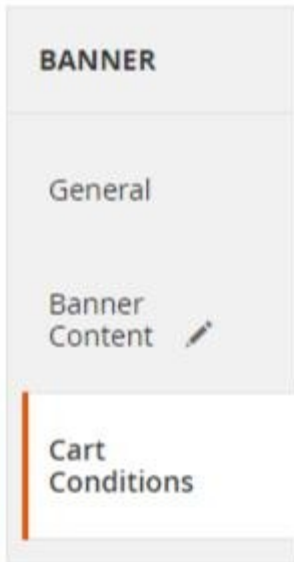 BANNER
General
Banner
Content
Cart
Conditions